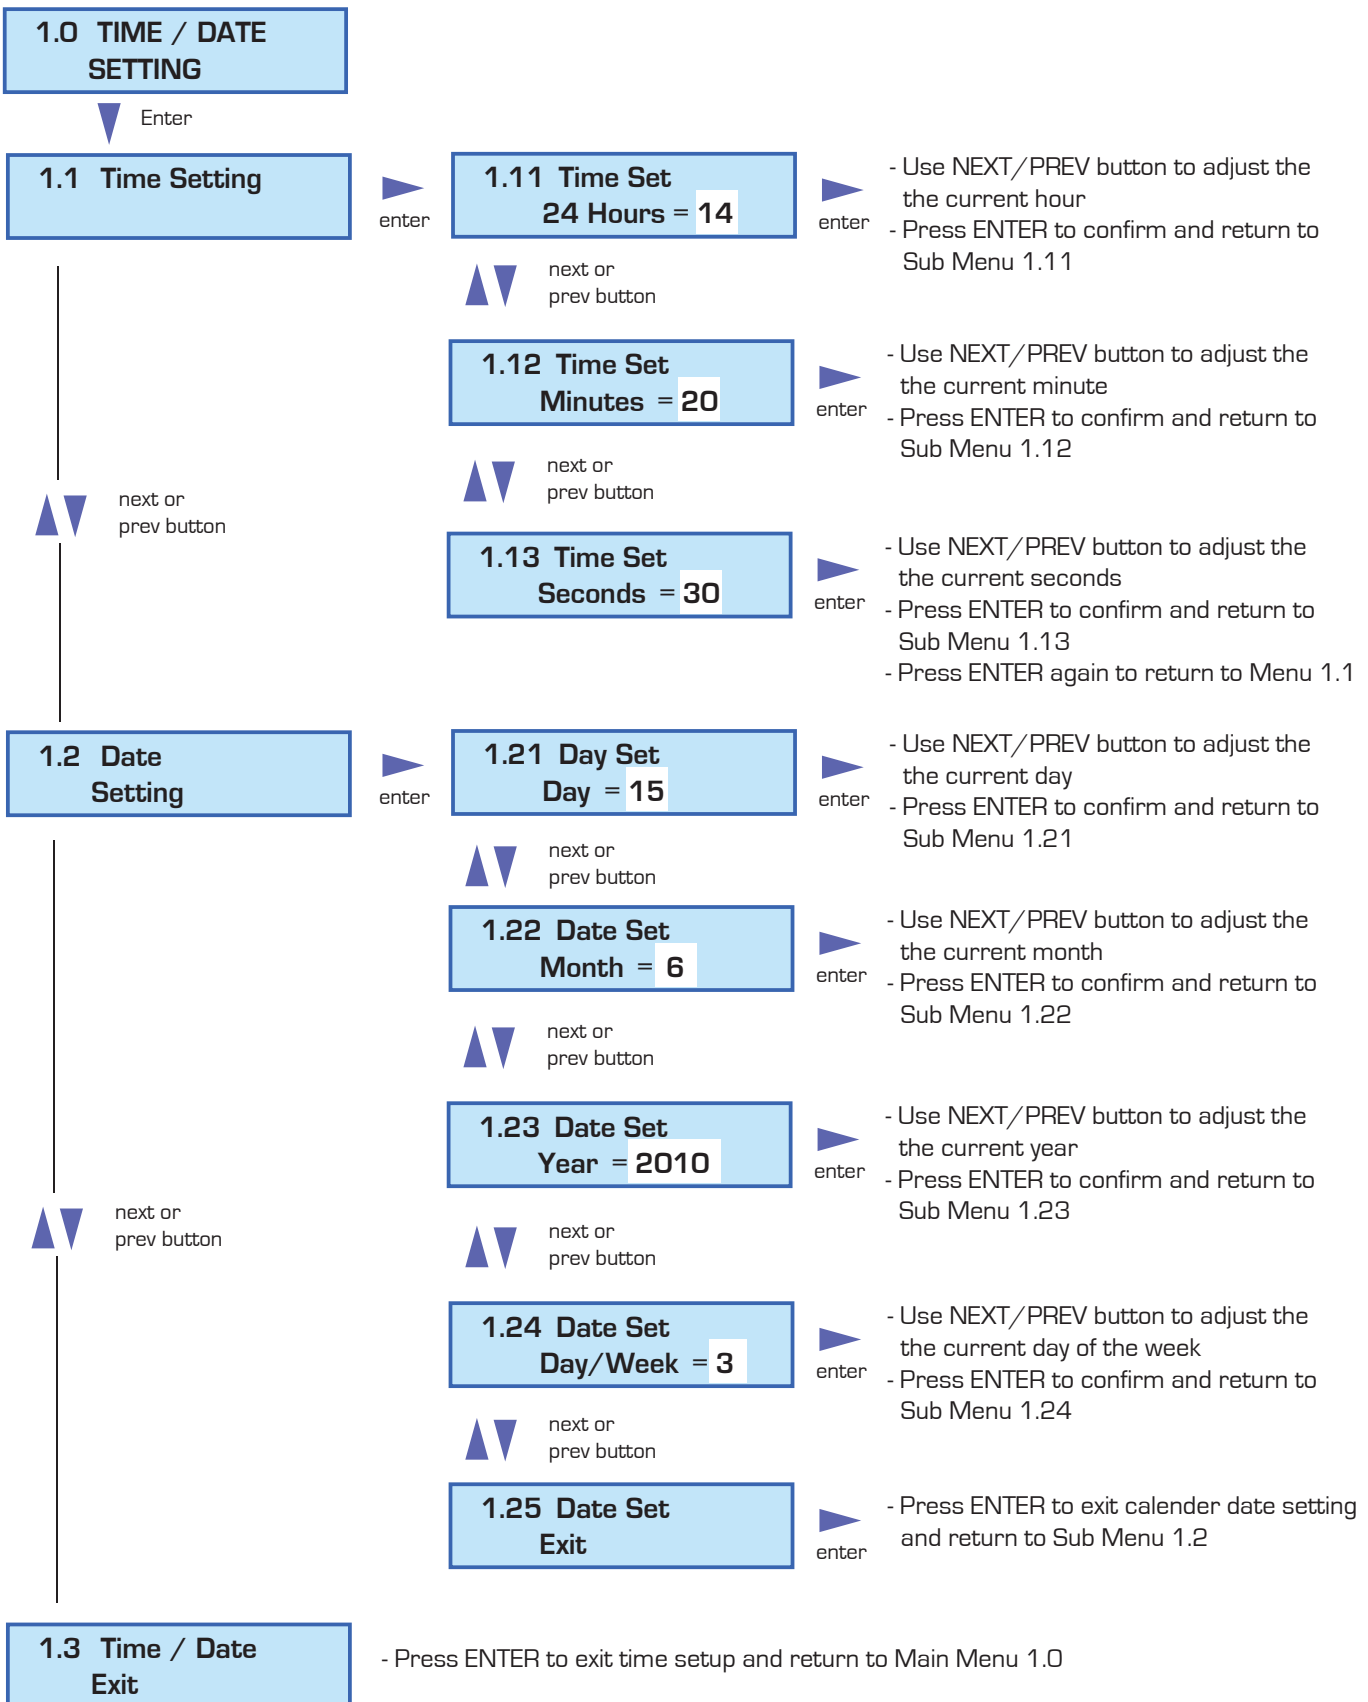 1.0 TIME / DATE
SETTING
Enter
1.1 Time Setting
enter
1.11 Time Set
24 Hours = 14
enter
- Use NEXT/PREV button to adjust the
the current hour
- Press ENTER to confirm and return to
Sub Menu 1.11
next or
prev button
1.12 Time Set
Minutes = 20
enter
- Use NEXT/PREV button to adjust the
the current minute
- Press ENTER to confirm and return to
Sub Menu 1.12
next or
prev button
next or
prev button
1.13 Time Set
Seconds = 30
enter
- Use NEXT/PREV button to adjust the
the current seconds
- Press ENTER to confirm and return to
Sub Menu 1.13
- Press ENTER again to return to Menu 1.1
1.2 Date
Setting
enter
1.21 Day Set
Day = 15
enter
- Use NEXT/PREV button to adjust the
the current day
- Press ENTER to confirm and return to
Sub Menu 1.21
next or
prev button
1.22 Date Set
Month = 6
enter
- Use NEXT/PREV button to adjust the
the current month
- Press ENTER to confirm and return to
Sub Menu 1.22
next or
prev button
1.23 Date Set
Year = 2010
enter
- Use NEXT/PREV button to adjust the
the current year
- Press ENTER to confirm and return to
Sub Menu 1.23
next or
prev button
next or
prev button
1.24 Date Set
Day/Week = 3
enter
- Use NEXT/PREV button to adjust the
the current day of the week
- Press ENTER to confirm and return to
Sub Menu 1.24
next or
prev button
1.25 Date Set
Exit
enter
- Press ENTER to exit calender date setting
and return to Sub Menu 1.2
1.3 Time / Date
Exit
- Press ENTER to exit time setup and return to Main Menu 1.0